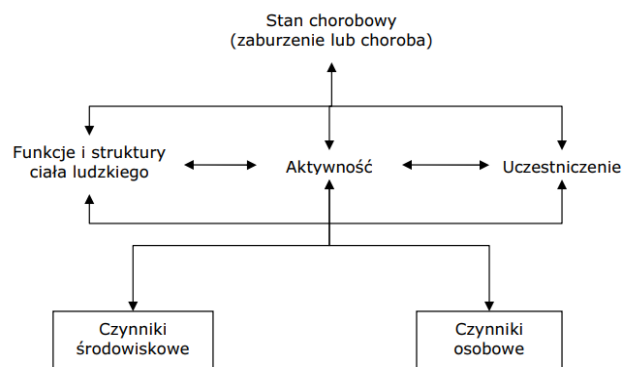 Stan chorobowy
(zaburzenie lub choroba)
Funkcje i struktury
ciała ludzkiego
Aktywność
Uczestniczenie
Czynniki
środowiskowe
Czynniki
osobowe